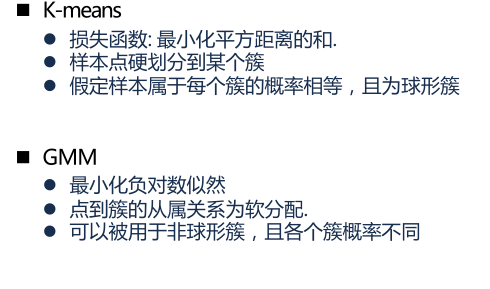 ■ K-means
● 损失函数: 最小化平方距离的和.
● 样本点硬划分到某个簇
● 假定样本属于每个簇的概率相等，且为球形簇
■ GMM
● 最小化负对数似然
● 点到簇的从属关系为软分配.
● 可以被用于非球形簇，且各个簇概率不同